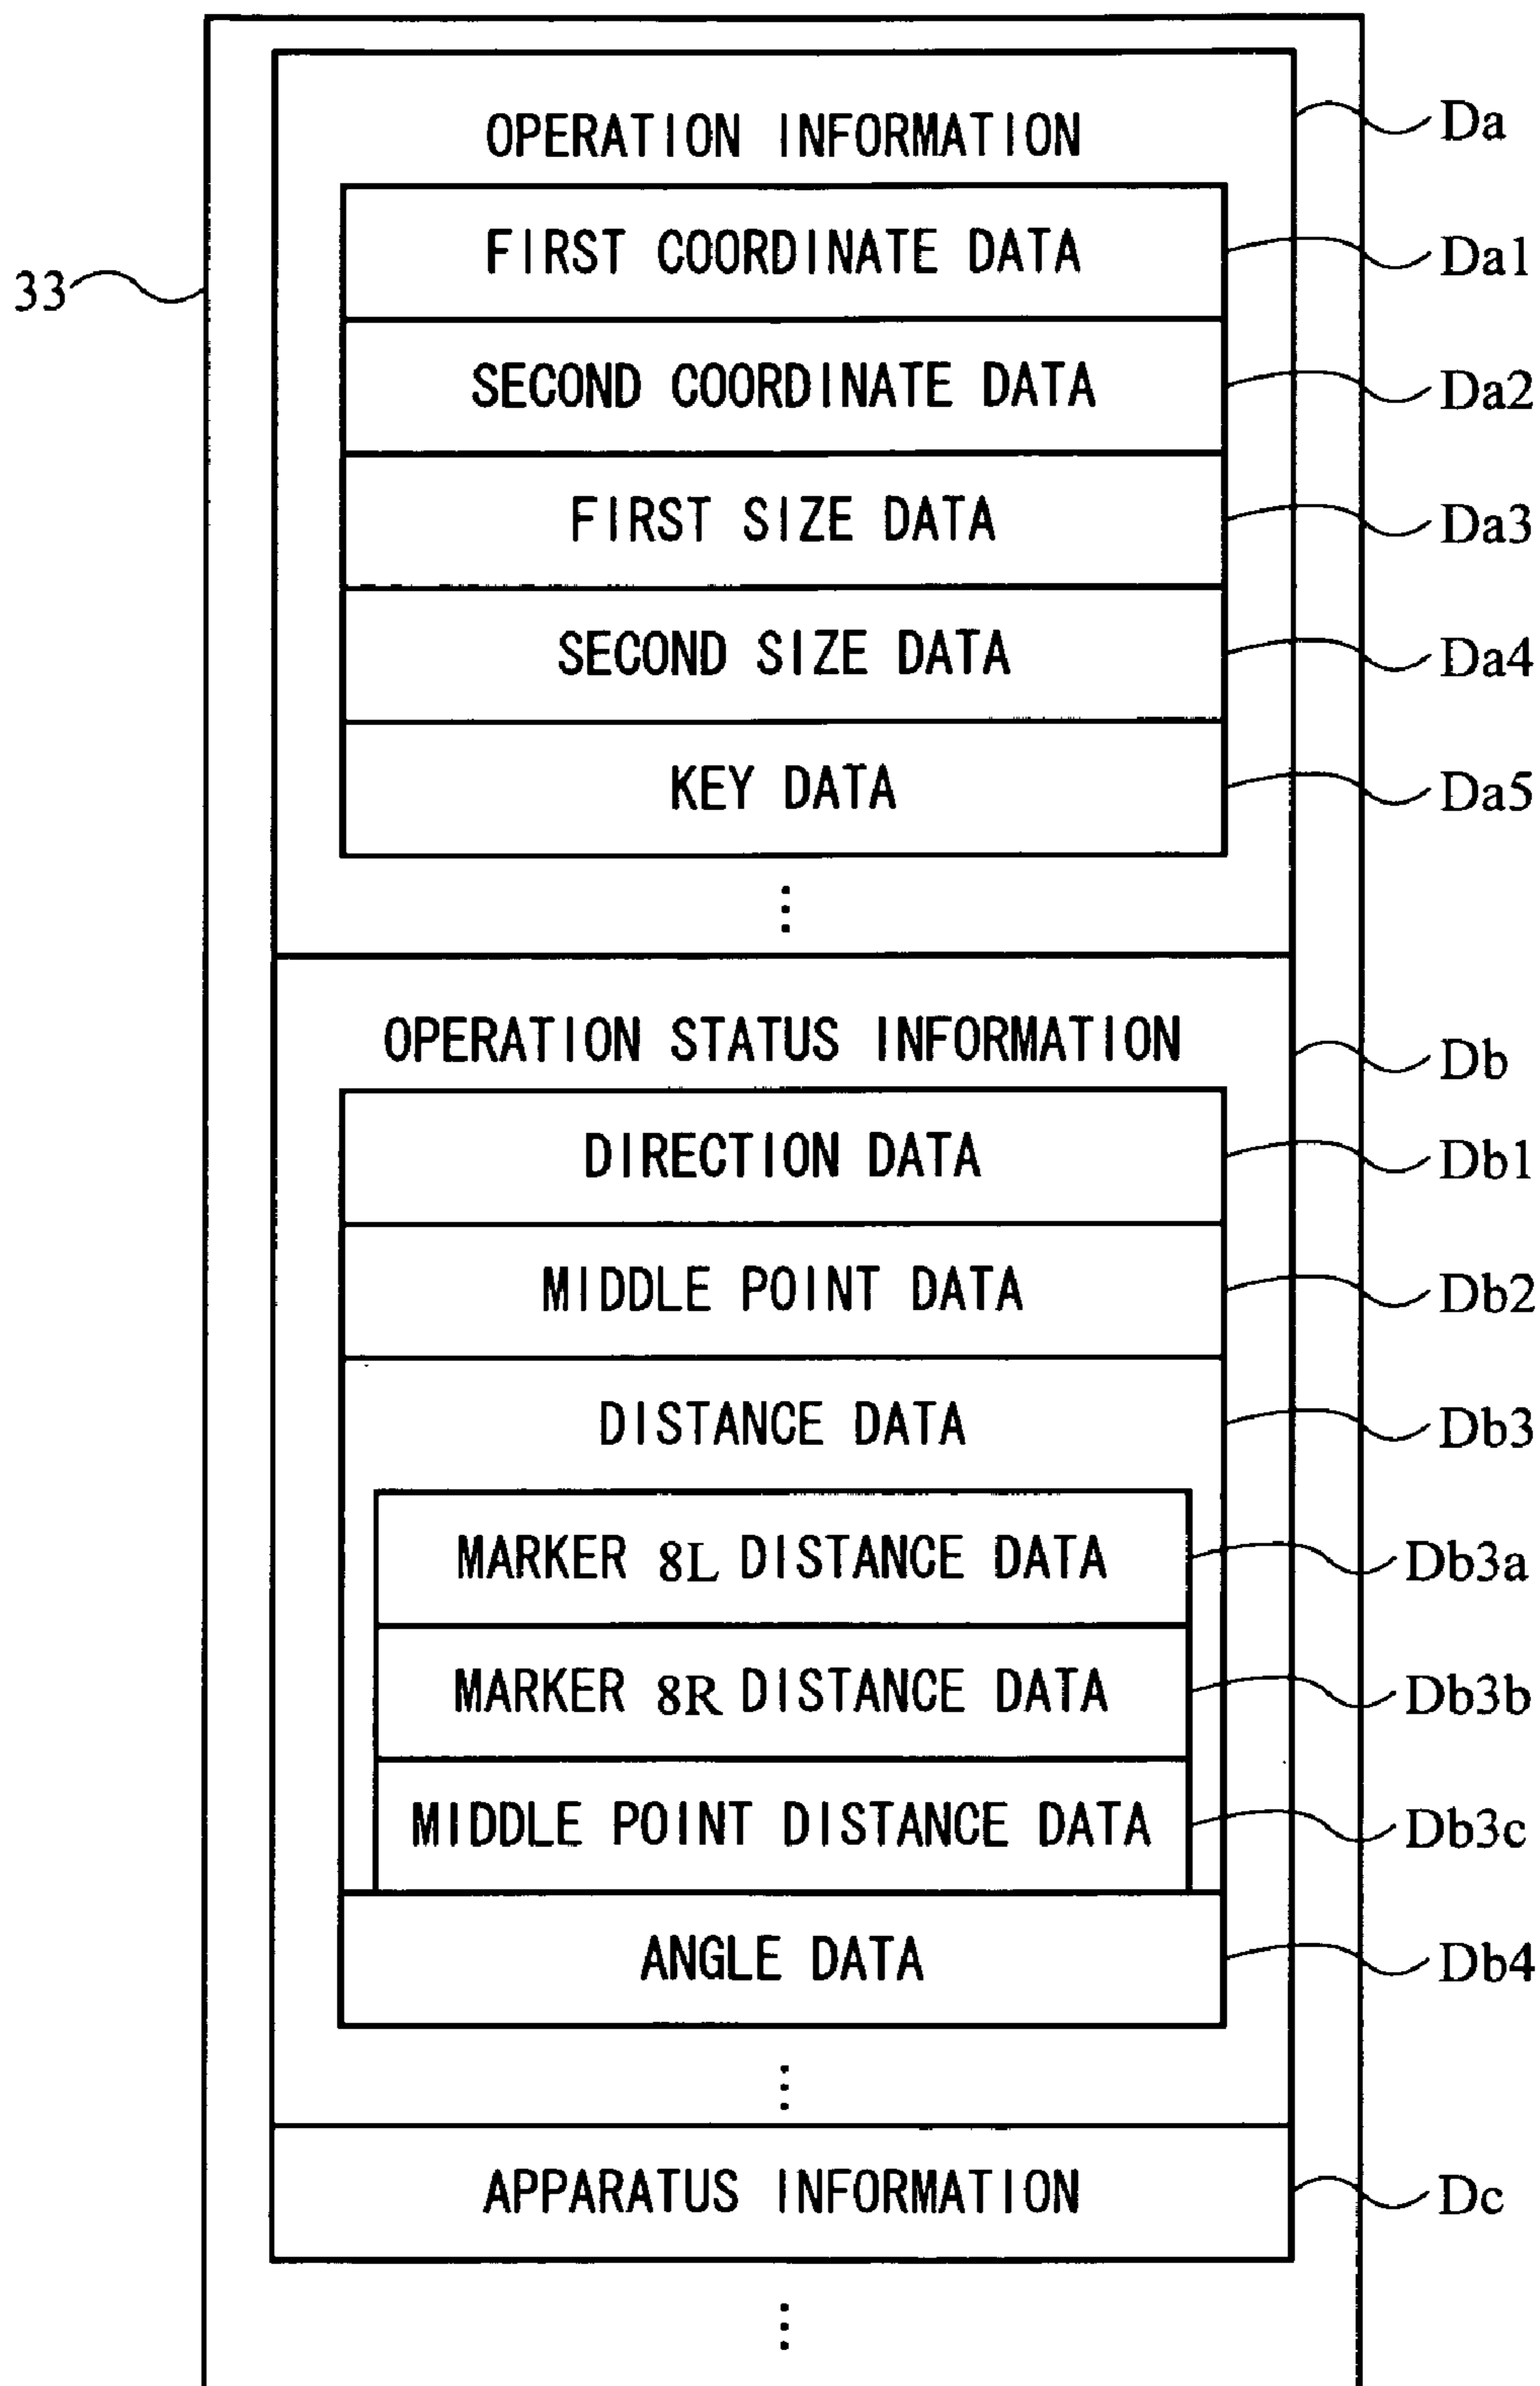 OPERATION INFORMATION Da
FIRST COORDINATE DATA Da1
33
SECOND COORDINATE DATA Da2
FIRST SIZE DATA Da3
SECOND SIZE DATA Da4
KEY DATA Da5
⋮
OPERATION STATUS INFORMATION Db
DIRECTION DATA Db1
MIDDLE POINT DATA Db2
DISTANCE DATA Db3
MARKER 8L DISTANCE DATA Db3a
MARKER 8R DISTANCE DATA Db3b
MIDDLE POINT DISTANCE DATA Db3c
ANGLE DATA Db4
⋮
APPARATUS INFORMATION Dc
⋮